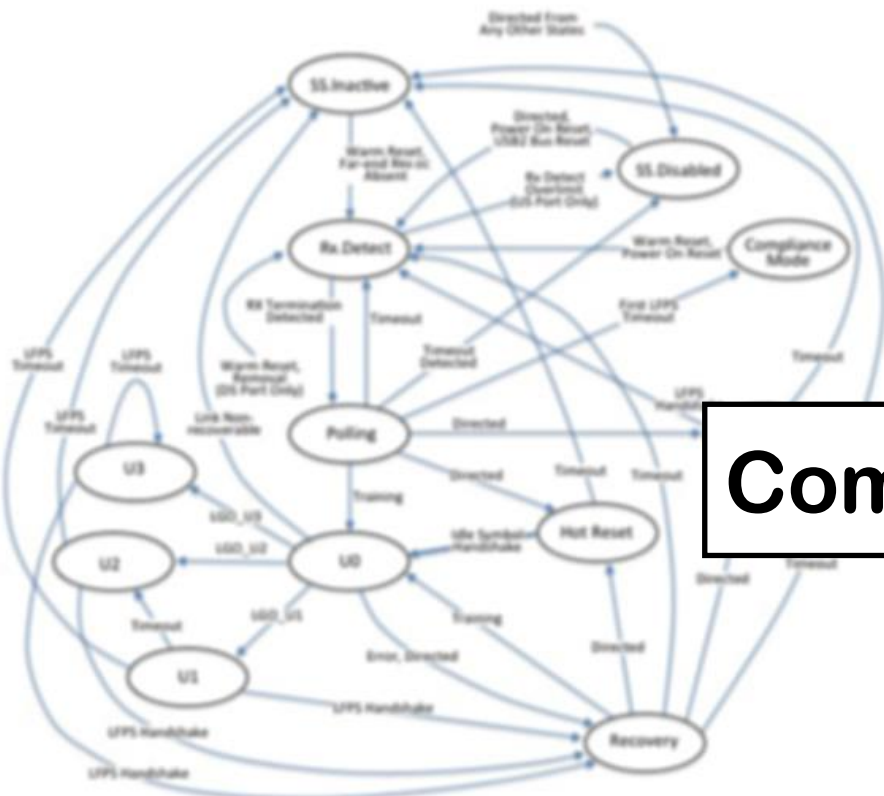 Directed From
Any Other States
SS.Inactive
Directed,
Power On Reset,
USB2 Bus Reset
Warm Reset,
Far-end
Absent
SS.Disabled
Rx Detect
Overlimit
(US Port Only)
Rx.Detect
Warm Reset,
Power On Reset
Compliance
Mode
RX Termination
Detected
Timeout
First LFPS
Timeout
LFPS
Timeout
LFPS
Timeout
Timeout
Detected
Timeout
Warm Reset,
Removal
(DS Port Only)
LFPS
LFPS
Timeout
Link Non-
recoverable
Polling
Directed
U3
Directed
Timeout
Timeout
Com
Training
LGO_U3
Hot Reset
Idle Symbol
Handshake
U2
LGO_U2
U0
Timeout
Directed
LGO_U1
Timeout
Training
Directed
Error, Directed
U1
LFPS Handshake
LFPS Handshake
Recovery
LFPS Handshake